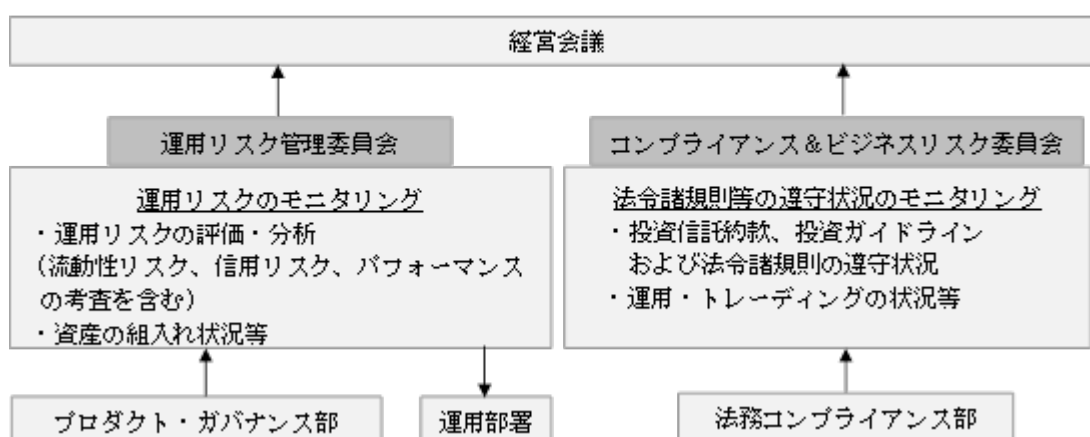 経営会議
運用リスク管理委員会
運用リスクのモニタリング
・運用リスクの評価・分析
(流動性リスク、信用リスク、パフォーマンス
の考査を含む)
・資産の組入れ状況等
コンプライアンス＆ビジネスリスク委員会
法令諸規則等の遵守状況のモニタリング
・投資信託約款、投資ガイドライン
および法令諸規則の遵守状況
・運用・トレーディングの状況等
プロダクト・ガバナンス部
運用部署
法務コンプライアンス部